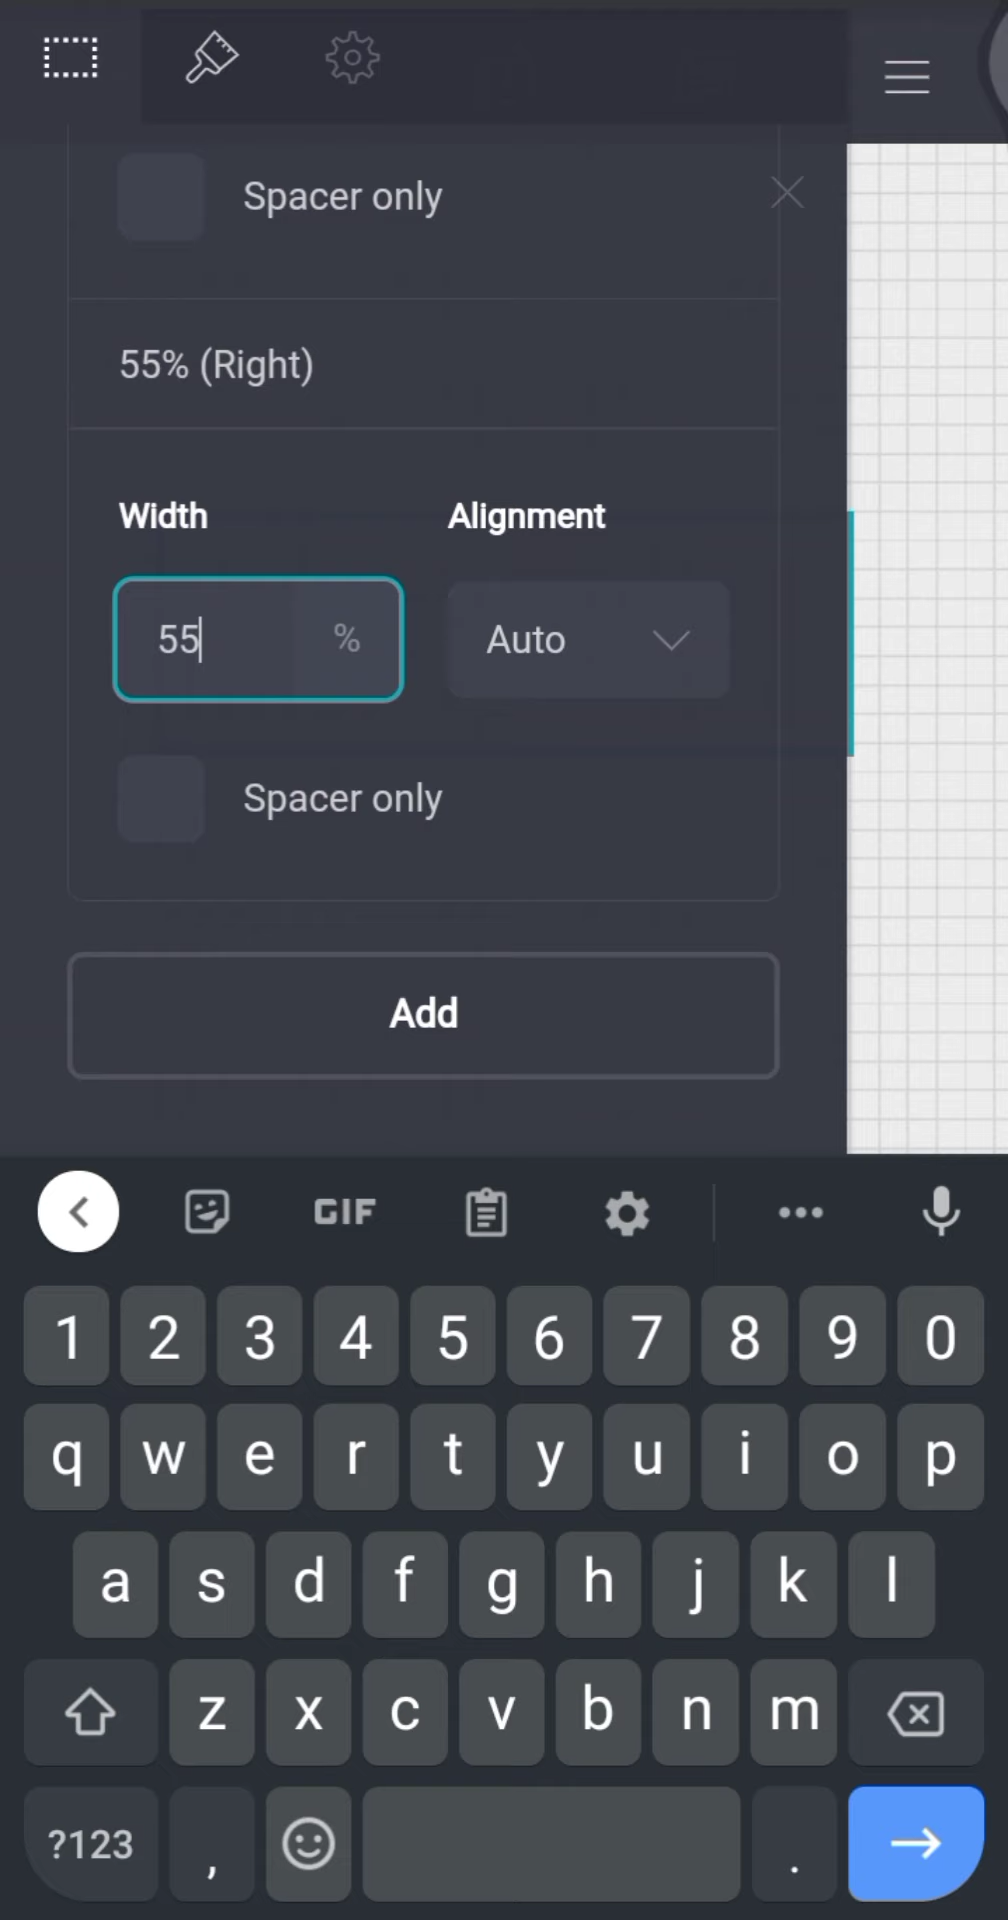 Spacer only
55% (Right)
Width Alignment
55 % Auto
Spacer only
Add
GIF
1 2 3 4 5 6 7 8 9 0
q w e r t y u i o p
a s d f g h j k l
z x c v b n m
?123 , .